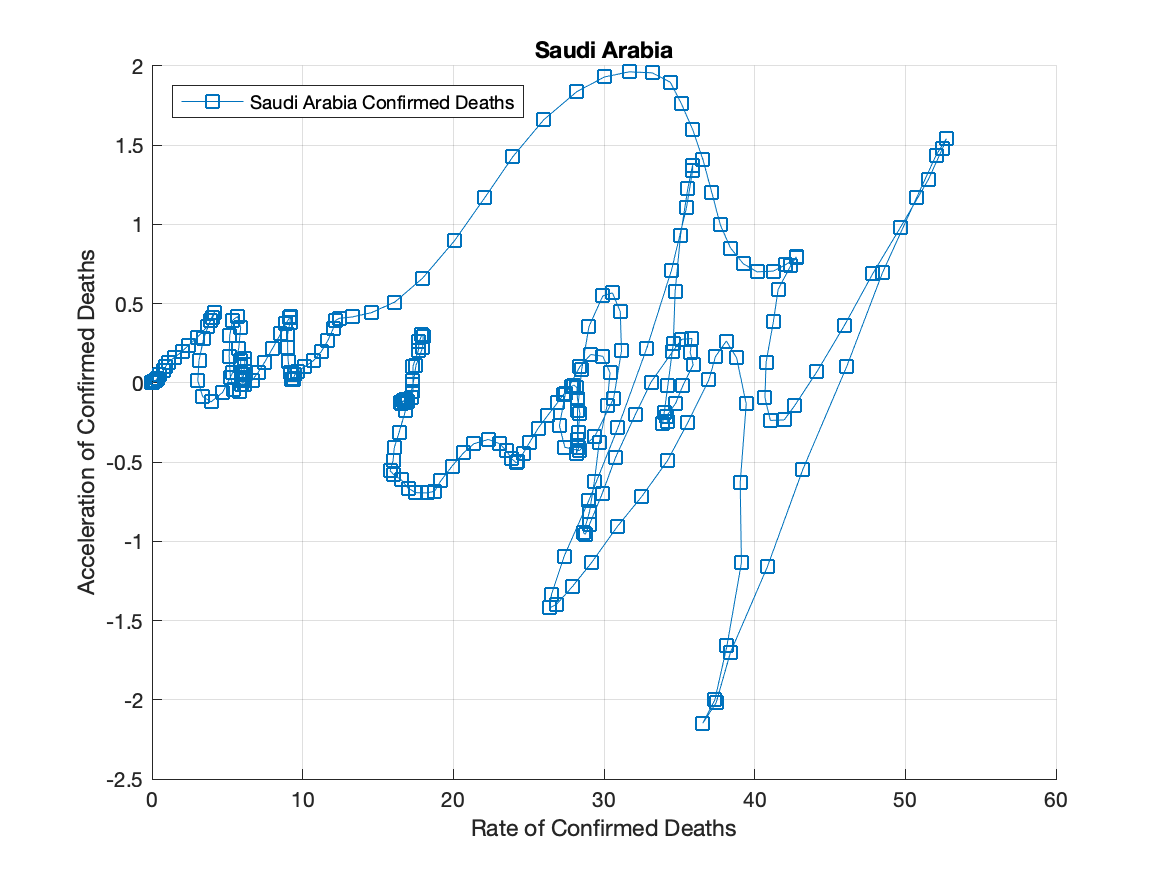 Saudi Arabia
Saudi Arabia Confirmed Deaths
Acceleration of Confirmed Deaths
2
1.5
1
0.5
0
-0.5
-1
-1.5
-2
-2.5
0 10 20 30 40 50 60
Rate of Confirmed Deaths